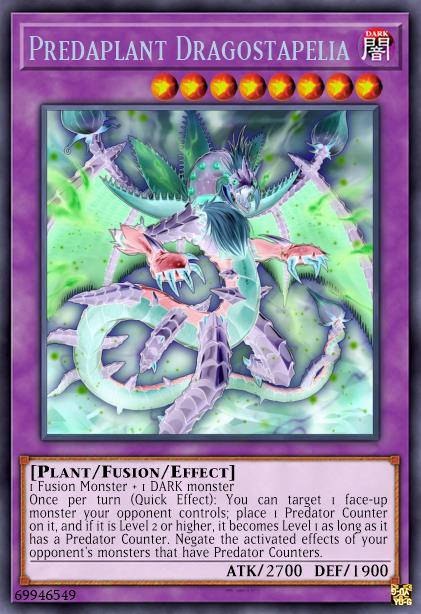 PREDAPLANT DRAGOSTAPELIA
DARK
闇
[PLANT/FUSION/EFFECT]
1 Fusion Monster + 1 DARK monster
Once per turn (Quick Effect): You can target 1 face-up
monster your opponent controls; place 1 Predator Counter
on it, and if it is Level 2 or higher, it becomes Level 1 as long as it
has a Predator Counter. Negate the activated effects of your
opponent's monsters that have Predator Counters.
ATK/2700 DEF/1900
69946549